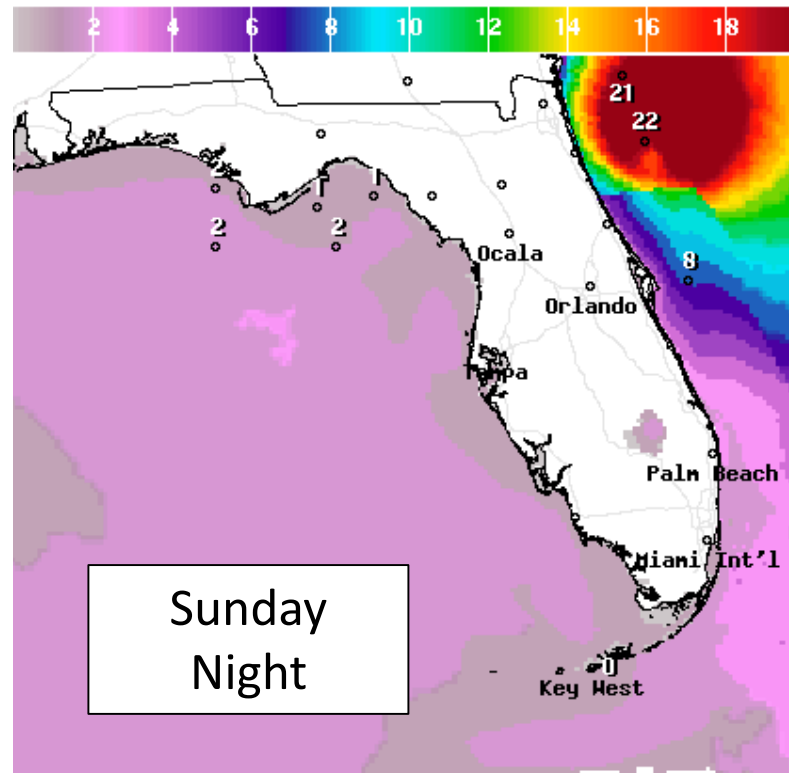 2 4 6 8 10 12 14 16 18
21
22
2
1 1
2 2
8
Ocala
Orlando
Tampa
Palm Beach
Miami Int'l
0
Key West
Sunday
Night